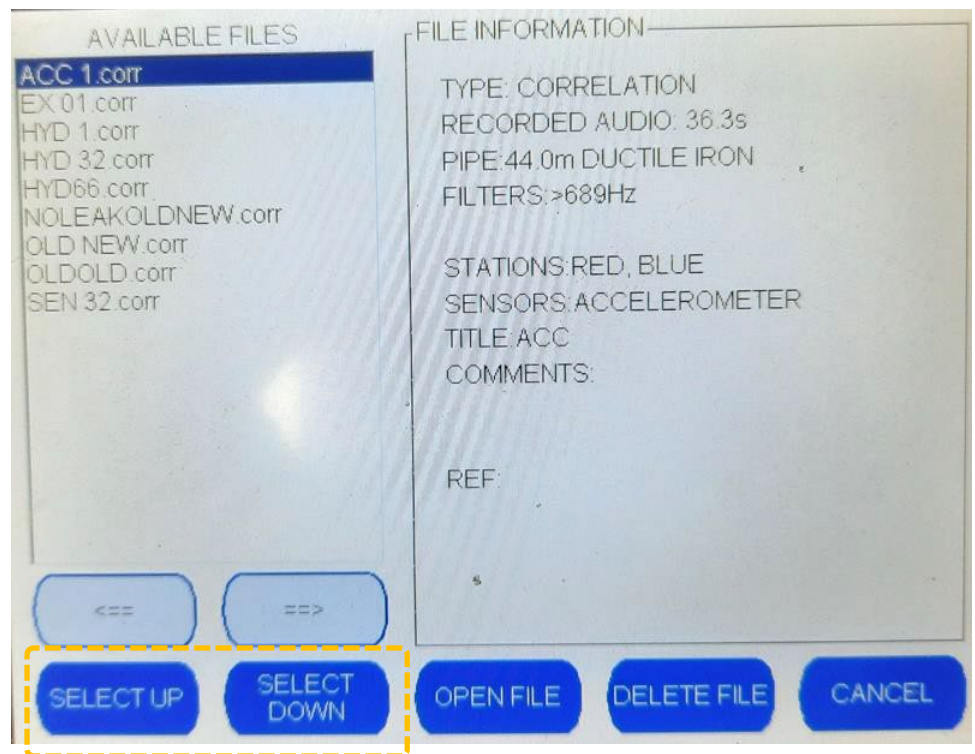 AVAILABLE FILES
ACC 1.corr
EX 01.corr
HYD 1.corr
HYD 32.corr
HYD66.corr
NOLEAKOLDNEW.corr
OLD NEW.corr
OLDOLD.corr
SEN 32.corr
<==
==>
SELECT UP
SELECT
DOWN
FILE INFORMATION
TYPE: CORRELATION
RECORDED AUDIO: 36.3s
PIPE:44.0m DUCTILE IRON
FILTERS:>689Hz
STATIONS:RED, BLUE
SENSORS:ACCELEROMETER
TITLE:ACC
COMMENTS:
REF:
OPEN FILE
DELETE FILE
CANCEL